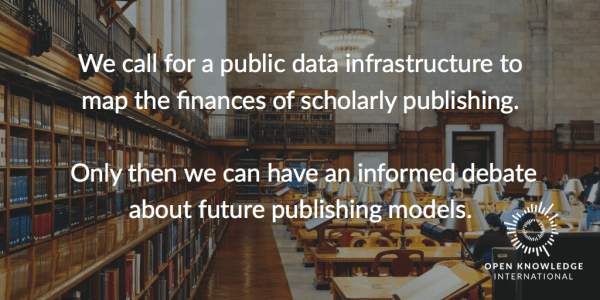 We call for a public data infrastructure to
map the finances of scholarly publishing.
Only then we can have an informed debate
about future publishing models.
OPEN KNOWLEDGE
INTERNATIONAL